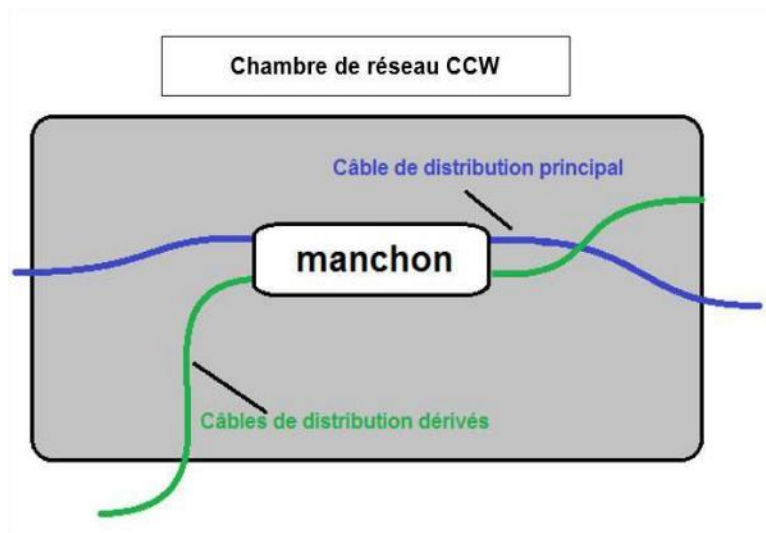 Chambre de réseau CCW
Câble de distribution principal
manchon
Câbles de distribution dérivés